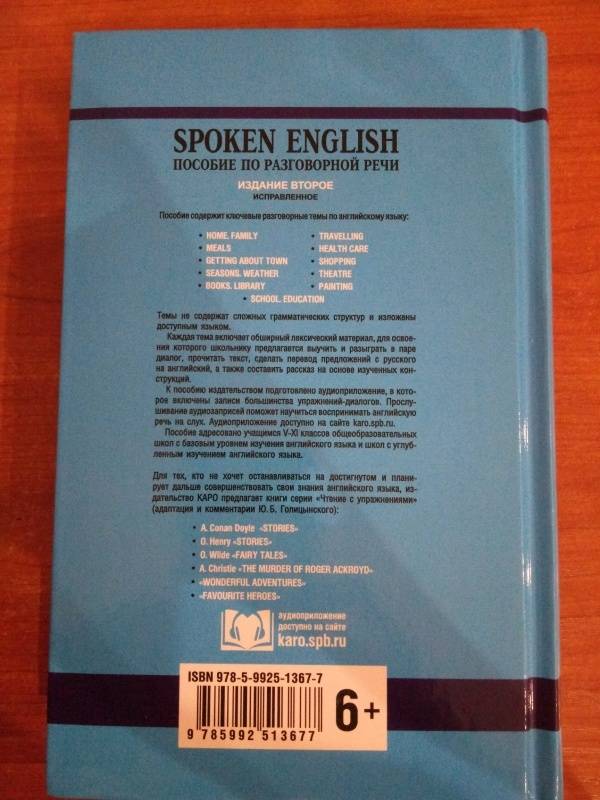 SPOKEN ENGLISH
ПОСОБИЕ ПО РАЗГОВОРНОЙ РЕЧИ
ИЗДАНИЕ ВТОРОЕ
ИСПРАВЛЕННОЕ
Пособие содержит ключевые разговорные темы по английскому языку:
• HOME. FAMILY
• MEALS
• GETTING ABOUT TOWN
• SEASONS. WEATHER
• BOOKS. LIBRARY
• TRAVELLING
• HEALTH CARE
• SHOPPING
• THEATRE
• PAINTING
• SCHOOL. EDUCATION
Темы не содержат сложных грамматических структур и изложены
доступным языком.
Каждая тема включает обширный лексический материал, для освое-
ния которого школьнику предлагается выучить и разыграть в паре
диалог, прочитать текст, сделать перевод предложений с русского
на английский, а также составить рассказ на основе изученных кон-
струкций.
К пособию издательством подготовлено аудиоприложение, в кото-
рое включены записи большинства упражнений-диалогов. Прослу-
шивание аудиозаписей поможет научиться воспринимать английскую
речь на слух. Аудиоприложение доступно на сайте karo.spb.ru.
Пособие адресовано учащимся V-XI классов общеобразовательных
школ с базовым уровнем изучения английского языка и школ с углуб-
ленным изучением английского языка.
Для тех, кто не хочет останавливаться на достигнутом и плани-
рует дальше совершенствовать свои знания английского языка, из-
дательство КАРО предлагает книги серии «Чтение с упражнениями»
(адаптация и комментарии Ю. Б. Голицынского):
• A. Conan Doyle «STORIES»
• O. Henry «STORIES»
• O. Wilde «FAIRY TALES»
• A. Christie «THE MURDER OF ROGER ACKROYD»
• «WONDERFUL ADVENTURES»
• «FAVOURITE HEROES»
аудиоприложение
доступно на сайте
karo.spb.ru
ISBN 978-5-9925-1367-7
9 785992 513677
6+